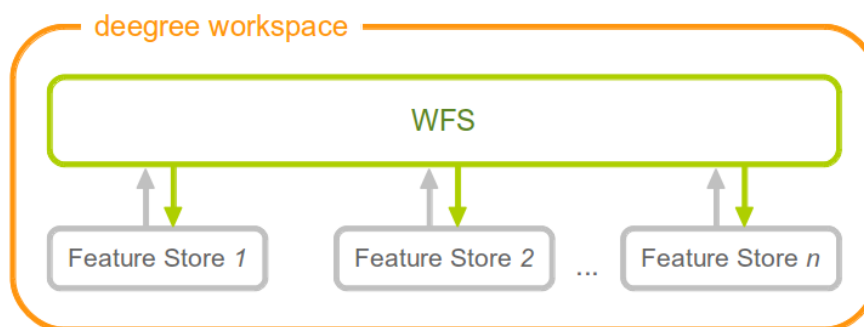 deegree workspace
WFS
Feature Store 1
Feature Store 2
...
Feature Store n